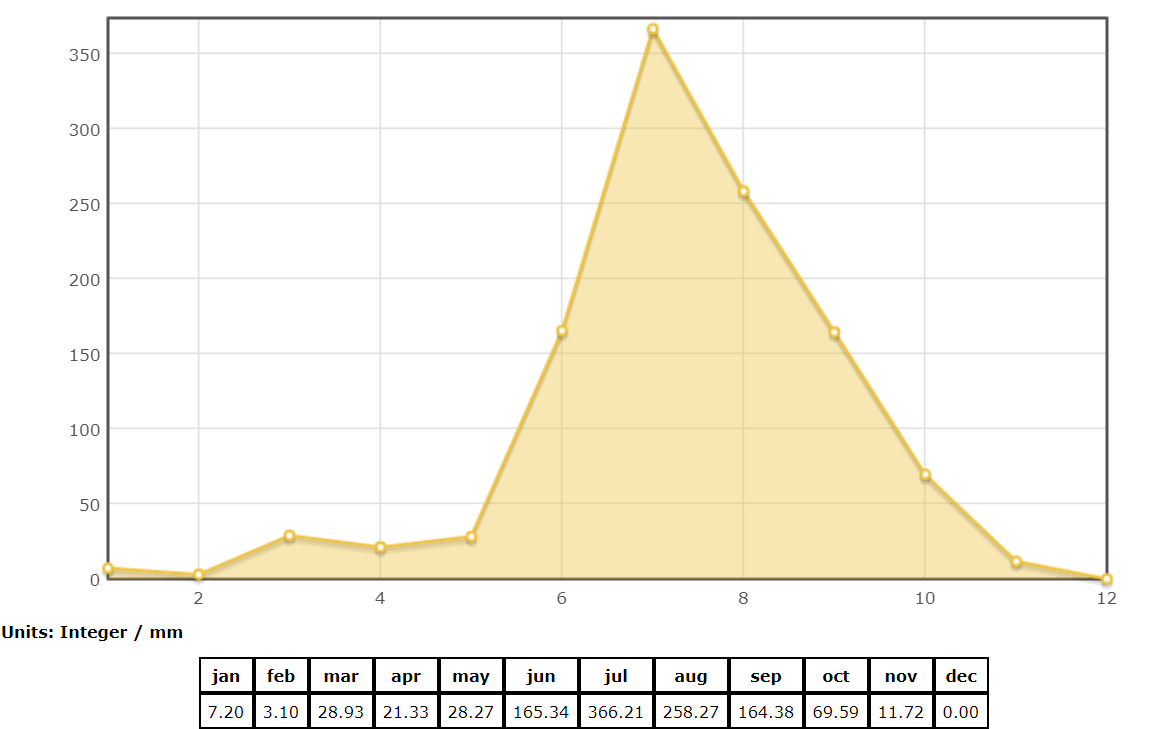 350
300
250
200
150
100
50
0
2 4 6 8 10 12
Units: Integer / mm
jan feb mar apr may jun jul aug sep oct nov dec
7.20 3.10 28.93 21.33 28.27 165.34 366.21 258.27 164.38 69.59 11.72 0.00